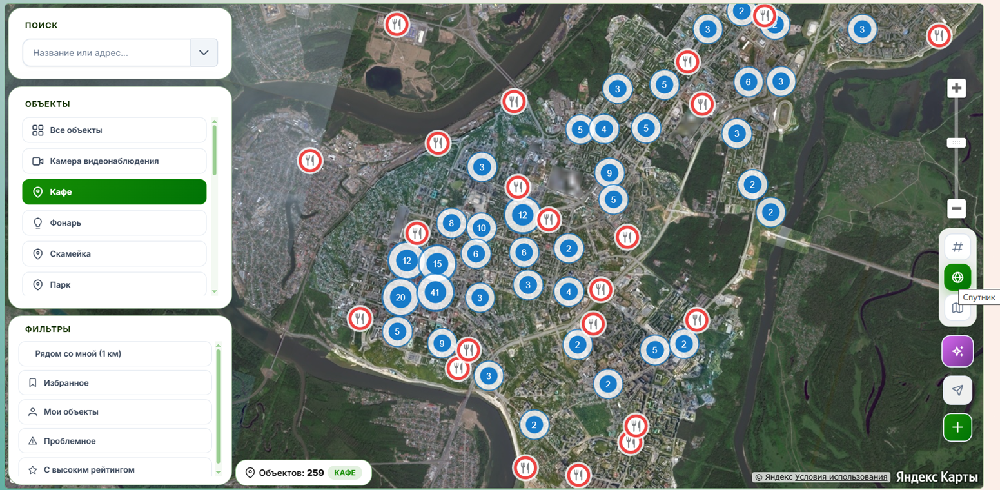 ПОИСК
Название или адрес...
ОБЪЕКТЫ
Все объекты
Камера видеонаблюдения
Кафе
Фонарь
Скамейка
Парк
ФИЛЬТРЫ
Рядом со мной (1 км)
Избранное
Мои объекты
Проблемное
С высоким рейтингом
Объектов: 259 КАФЕ
2
3
3
3
5
6
3
5
4
5
3
3
9
2
5
12
2
8
10
6
6
2
12
15
3
4
20
41
3
5
9
2
5
2
3
2
2
Спутник
© Яндекс Условия использования
Яндекс Карты